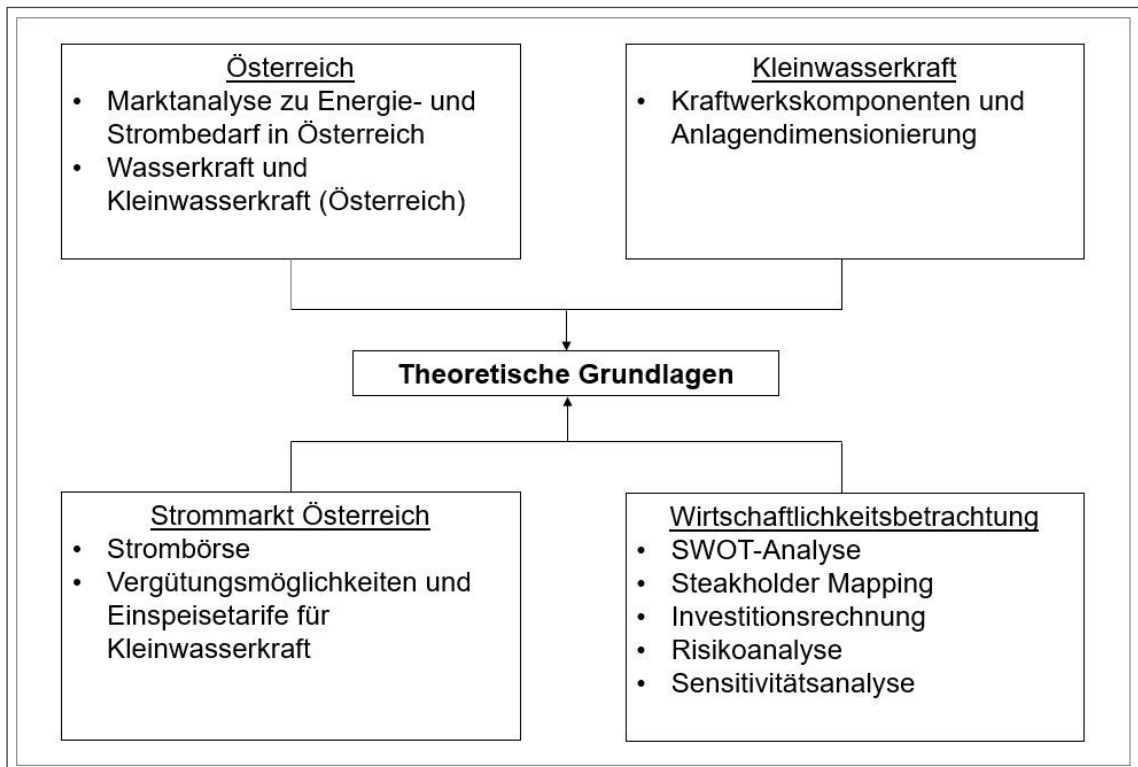 Österreich
• Marktanalyse zu Energie- und
Strombedarf in Österreich
• Wasserkraft und
Kleinwasserkraft (Österreich)
Kleinwasserkraft
• Kraftwerkskomponenten und
Anlagendimensionierung
Theoretische Grundlagen
Strommarkt Österreich
• Strombörse
• Vergütungsmöglichkeiten und
Einspeisetarife für
Kleinwasserkraft
Wirtschaftlichkeitsbetrachtung
• SWOT-Analyse
• Steakholder Mapping
• Investitionsrechnung
• Risikoanalyse
• Sensitivitätsanalyse